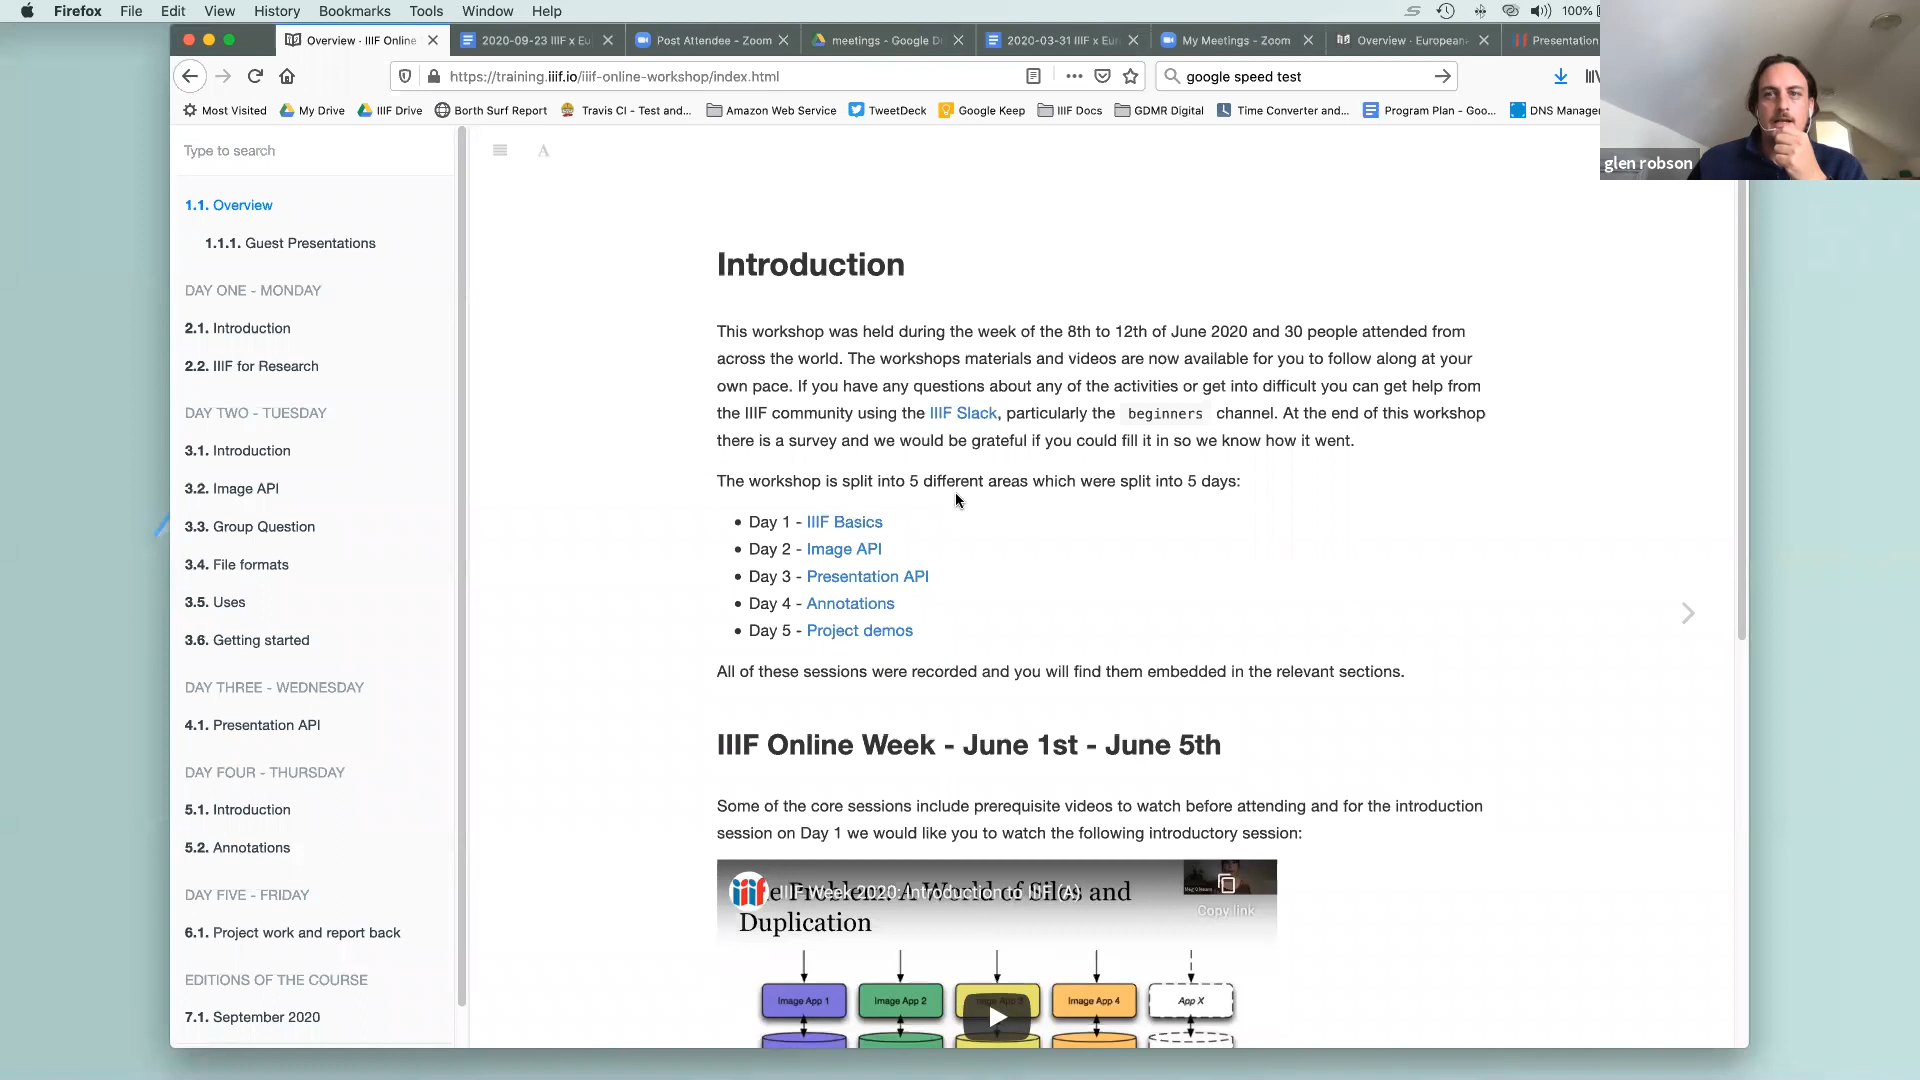 Firefox File Edit View History Bookmarks Tools Window Help 100%
Overview · IIIF Online
2020-09-23 IIIF x Eu
Post Attendee - Zoom
meetings - Google D
2020-03-31 IIIF x Eur
My Meetings - Zoom
Overview · European
Presentation
https://training.iiif.io/iiif-online-workshop/index.html
google speed test
Most Visited My Drive IIIF Drive Borth Surf Report Travis CI - Test and... Amazon Web Service TweetDeck Google Keep IIIF Docs GDMR Digital Time Converter and... Program Plan - Goo... DNS Manage
glen robson
Type to search
A
1.1. Overview
1.1.1. Guest Presentations
DAY ONE - MONDAY
2.1. Introduction
2.2. IIIF for Research
DAY TWO - TUESDAY
3.1. Introduction
3.2. Image API
3.3. Group Question
3.4. File formats
3.5. Uses
3.6. Getting started
DAY THREE - WEDNESDAY
4.1. Presentation API
DAY FOUR - THURSDAY
5.1. Introduction
5.2. Annotations
DAY FIVE - FRIDAY
6.1. Project work and report back
EDITIONS OF THE COURSE
7.1. September 2020
Introduction
This workshop was held during the week of the 8th to 12th of June 2020 and 30 people attended from
across the world. The workshops materials and videos are now available for you to follow along at your
own pace. If you have any questions about any of the activities or get into difficult you can get help from
the IIIF community using the IIIF Slack, particularly the beginners channel. At the end of this workshop
there is a survey and we would be grateful if you could fill it in so we know how it went.
The workshop is split into 5 different areas which were split into 5 days:
• Day 1 - IIIF Basics
• Day 2 - Image API
• Day 3 - Presentation API
• Day 4 - Annotations
• Day 5 - Project demos
All of these sessions were recorded and you will find them embedded in the relevant sections.
IIIF Online Week - June 1st - June 5th
Some of the core sessions include prerequisite videos to watch before attending and for the introduction
session on Day 1 we would like you to watch the following introductory session:
IIIF Week 2020: Introduction to IIIF (A)
e Problem: A World of Silos and
Duplication
Copy link
Image App 1
Image App 2
Image App 4
App X